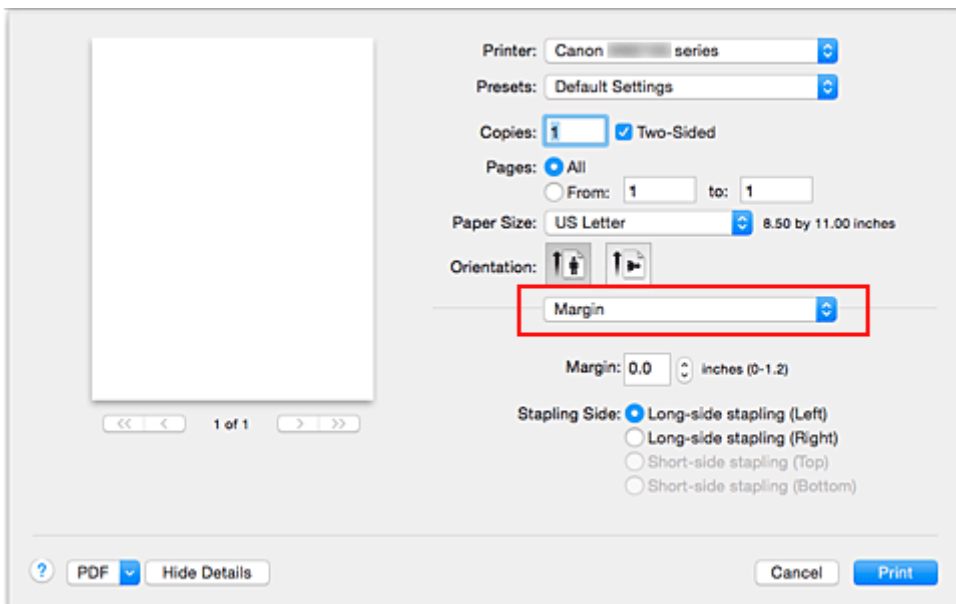 Printer: Canon series
Presets: Default Settings
Copies: 1 Two-Sided
Pages: All
From: 1 to: 1
Paper Size: US Letter 8.50 by 11.00 inches
Orientation:
Margin
Margin: 0.0 inches (0-1.2)
1 of 1
Stapling Side: Long-side stapling (Left)
Long-side stapling (Right)
Short-side stapling (Top)
Short-side stapling (Bottom)
? PDF Hide Details Cancel Print